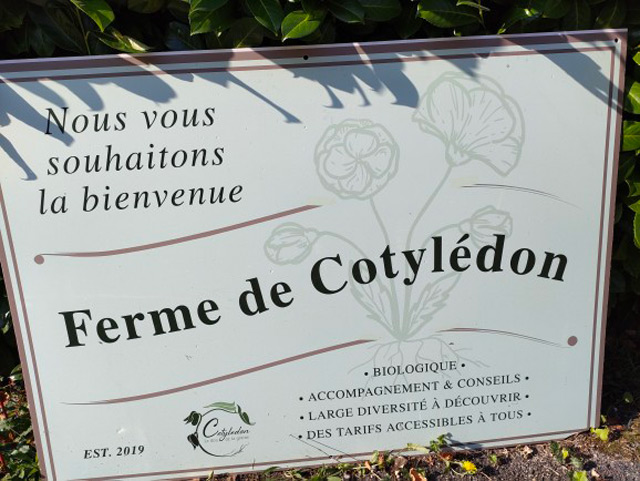 Nous vous
souhaitons
la bienvenue
Ferme de Cotylédon
• BIOLOGIQUE •
• ACCOMPAGNEMENT & CONSEILS •
• LARGE DIVERSITÉ À DÉCOUVRIR •
• DES TARIFS ACCESSIBLES À TOUS •
EST. 2019
Cotylédon